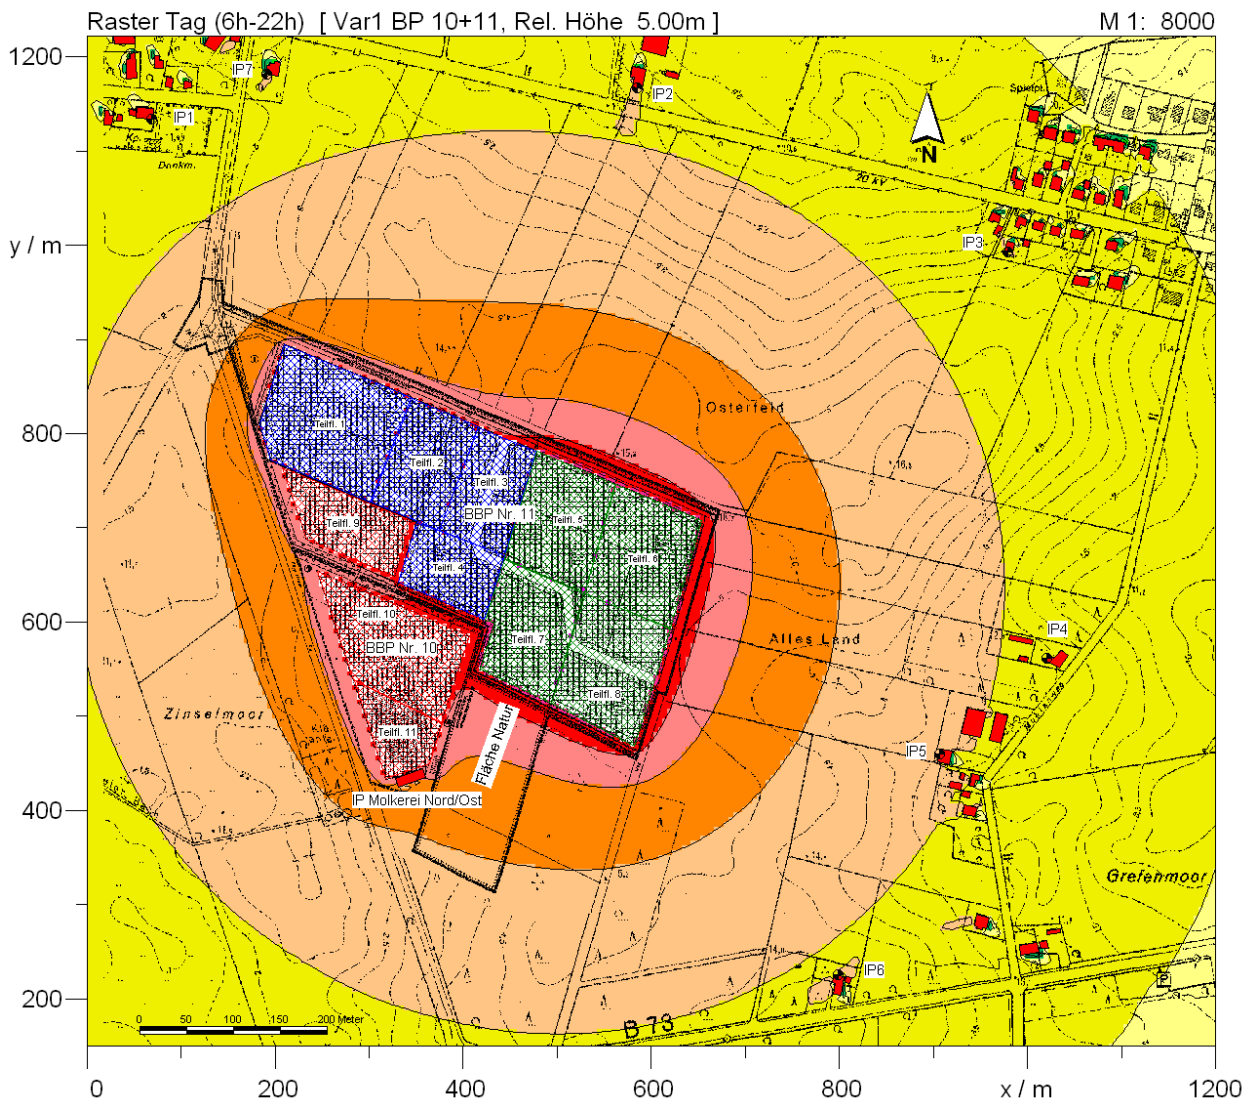 Raster Tag (6h-22h) [ Var1 BP 10+11, Rel. Höhe 5.00m ] M 1: 8000
1200
IP7
IP2
IP1
Spielpl.
Denkm.
N
20 KV
y / m
IP3
800
Osterfeld
Teilfl. 1
Teilfl. 2
Teilfl. 3
BBP Nr. 11
Teilfl. 5
Teilfl. 9
Teilfl. 6
Teilfl. 4
600
Teilfl. 10
Teilfl. 7
Alles Land
IP4
BBP Nr. 10
Teilfl. 8
Zinselmoor
Teilfl. 11
Fläche Natur
IP5
IP Molkerei Nord/Ost
400
Grefenmoor
IP6
200
0 50 100 150 200 Meter
B 73
0 200 400 600 800 x / m 1200